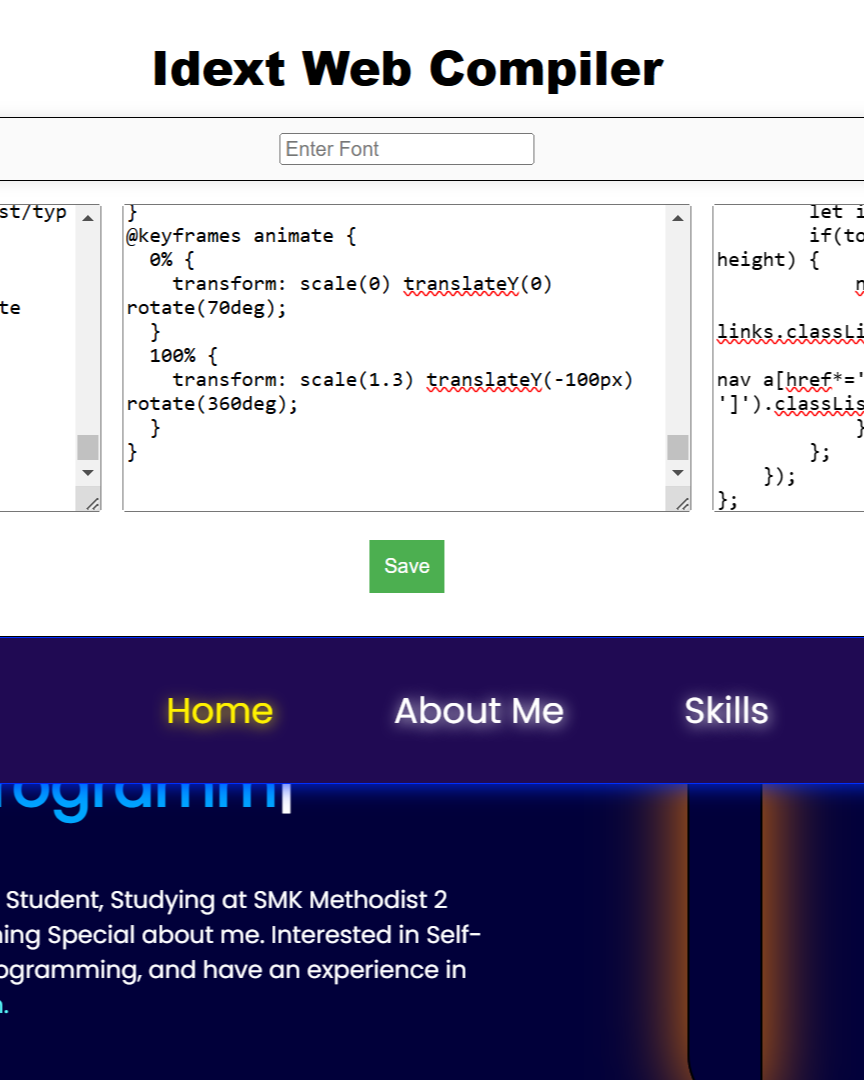 Idext Web Compiler
Enter Font
st/typ
te
}
@keyframes animate {
0% {
transform: scale(0) translateY(0)
rotate(70deg);
}
100% {
transform: scale(1.3) translateY(-100px)
rotate(360deg);
}
}
let i
if(to
height) {
links.classLi
nav a[href*='
']').classLis
}
};
});
};
Save
Home
About Me
Skills
rogramm|
Student, Studying at SMK Methodist 2
ing Special about me. Interested in Self-
ogramming, and have an experience in